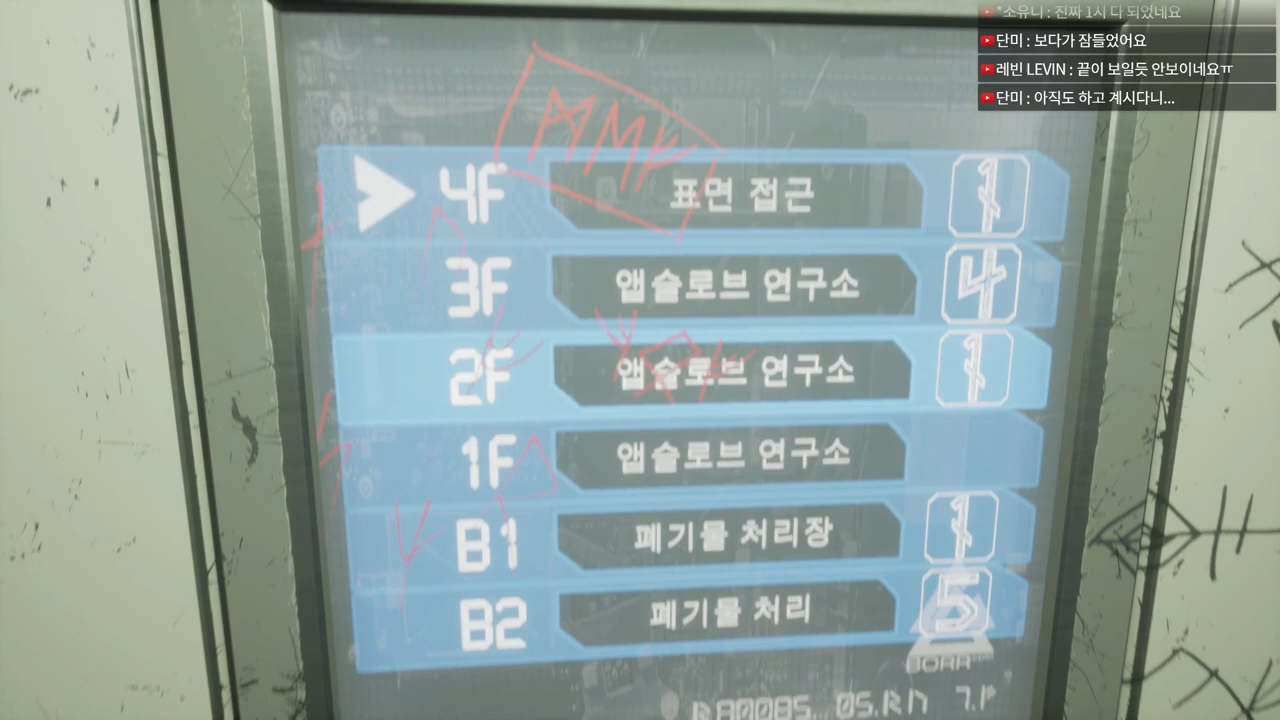 *소유니 : 진짜 1시 다 되었네요
단미 : 보다가 잠들었어요
레빈 LEVIN : 끝이 보일듯 안보이네요ㅠ
단미 : 아직도 하고 계시다니...
4F 표면 접근 1
3F 앱슬로브 연구소 4
2F 앱슬로브 연구소 1
1F 앱슬로브 연구소
B1 폐기물 처리장 1
B2 폐기물 처리 5